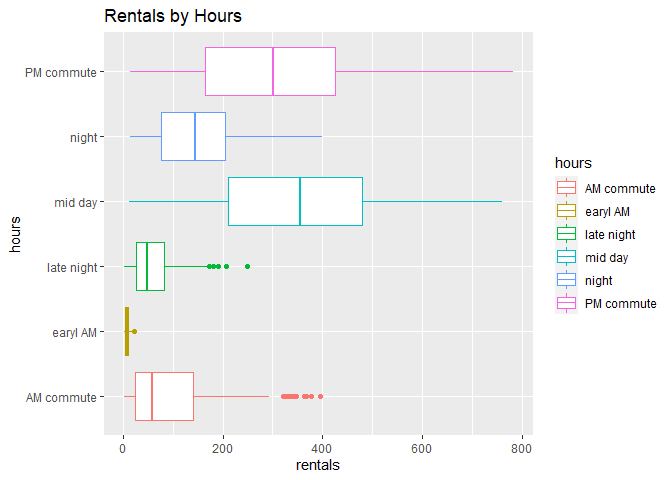 Rentals by Hours
PM commute
night
mid day
late night
earyl AM
AM commute
hours
0
200
400
600
800
rentals
hours
AM commute
earyl AM
late night
mid day
night
PM commute